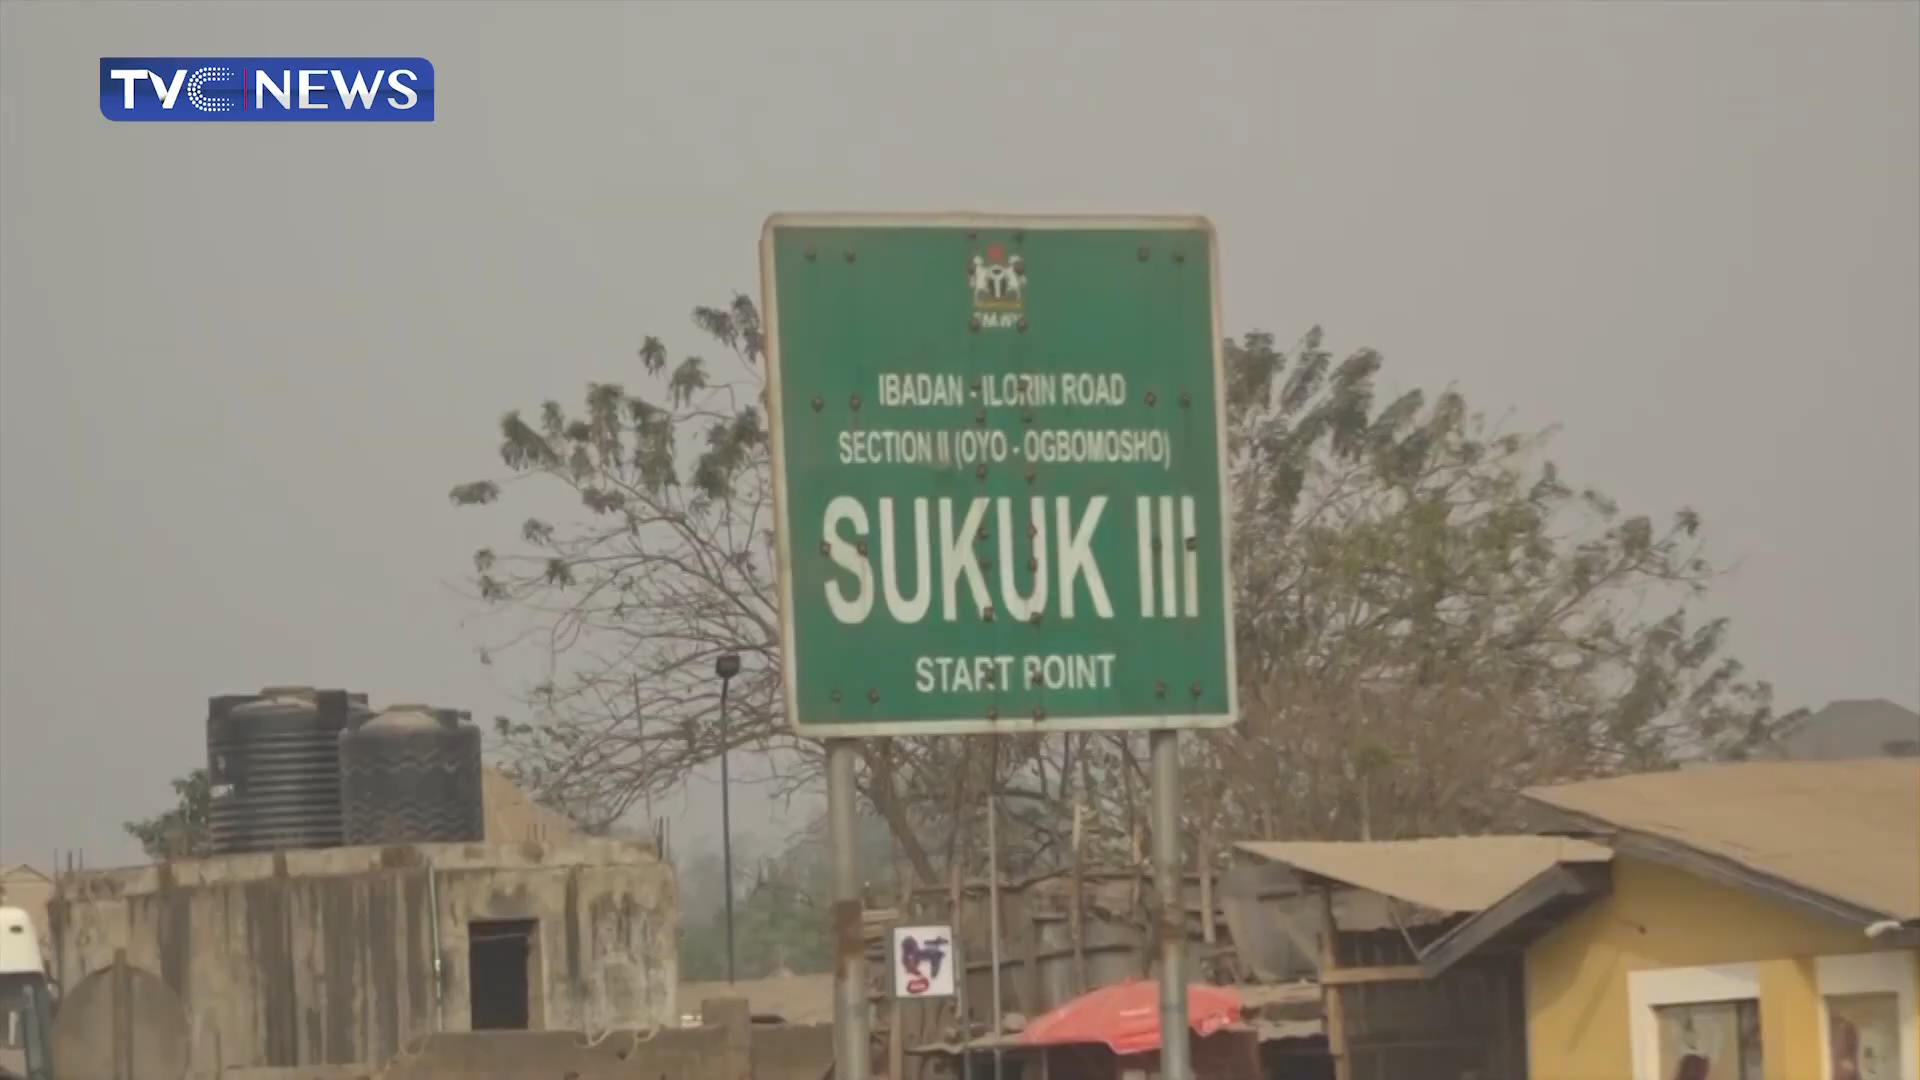 TVC NEWS
IBADAN - ILORIN ROAD
SECTION II (OYO - OGBOMOSHO)
SUKUK III
START POINT